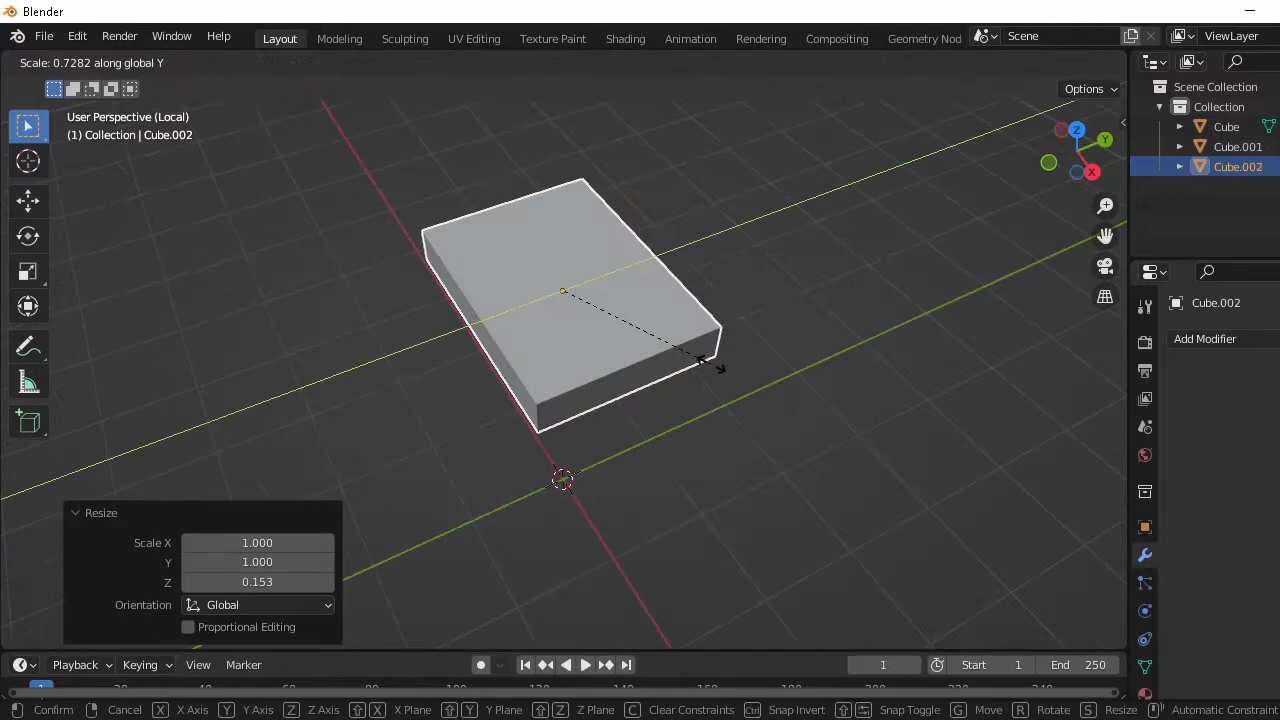 Blender
File Edit Render Window Help Layout Modeling Sculpting UV Editing Texture Paint Shading Animation Rendering Compositing Geometry Nod Scene ViewLayer
Scale: 0.7282 along global Y
Options
User Perspective (Local)
(1) Collection | Cube.002
Z
Y
X
Scene Collection
Collection
Cube
Cube.001
Cube.002
Cube.002
Add Modifier
Resize
Scale X 1.000
Y 1.000
Z 0.153
Orientation Global
Proportional Editing
Playback Keying View Marker 1 Start 1 End 250
Confirm Cancel X X Axis Y Y Axis Z Z Axis X X Plane Y Y Plane Z Z Plane C Clear Constraints Ctrl Snap Invert Snap Toggle G Move R Rotate S Resize Automatic Constraint